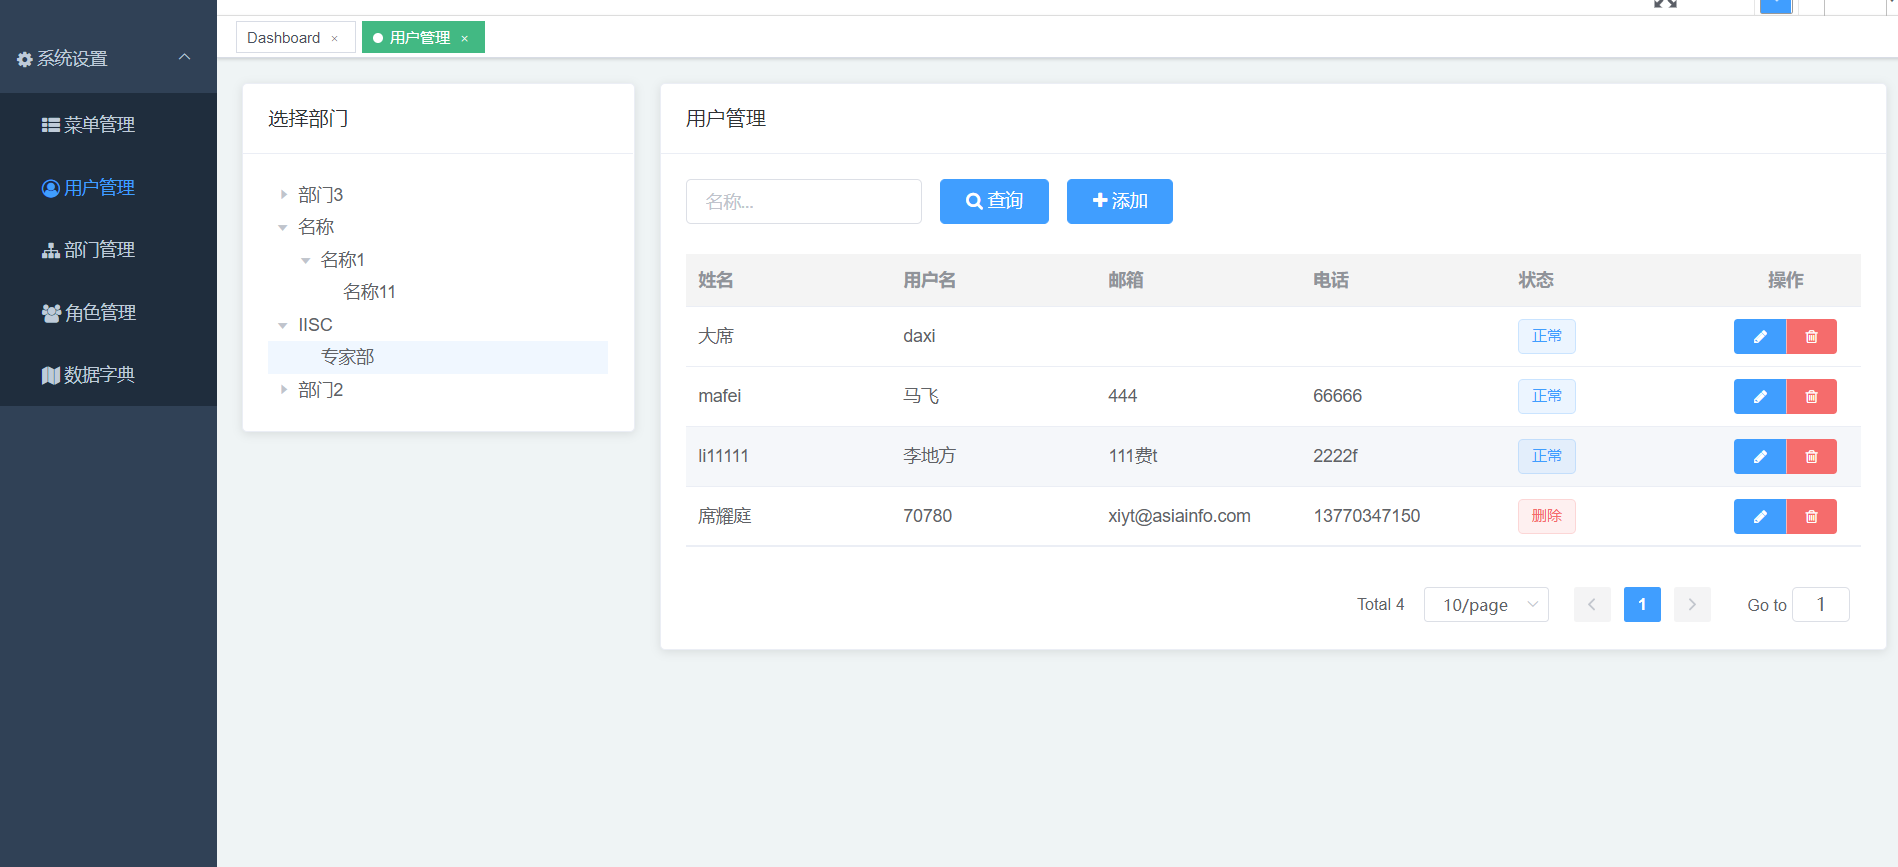 系统设置
菜单管理
用户管理
部门管理
角色管理
数据字典
Dashboard × 用户管理 ×
选择部门
部门3
名称
名称1
名称11
IISC
专家部
部门2
用户管理
名称... 查询 添加
姓名 用户名 邮箱 电话 状态 操作
大席 daxi 正常
mafei 马飞 444 66666 正常
li11111 李地方 111费t 2222f 正常
席耀庭 70780 xiyt@asiainfo.com 13770347150 删除
Total 4 10/page 1 Go to 1